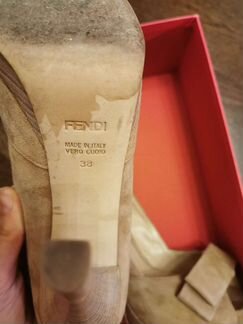 FENDI
MADE IN ITALY
VERO CUOIO
38